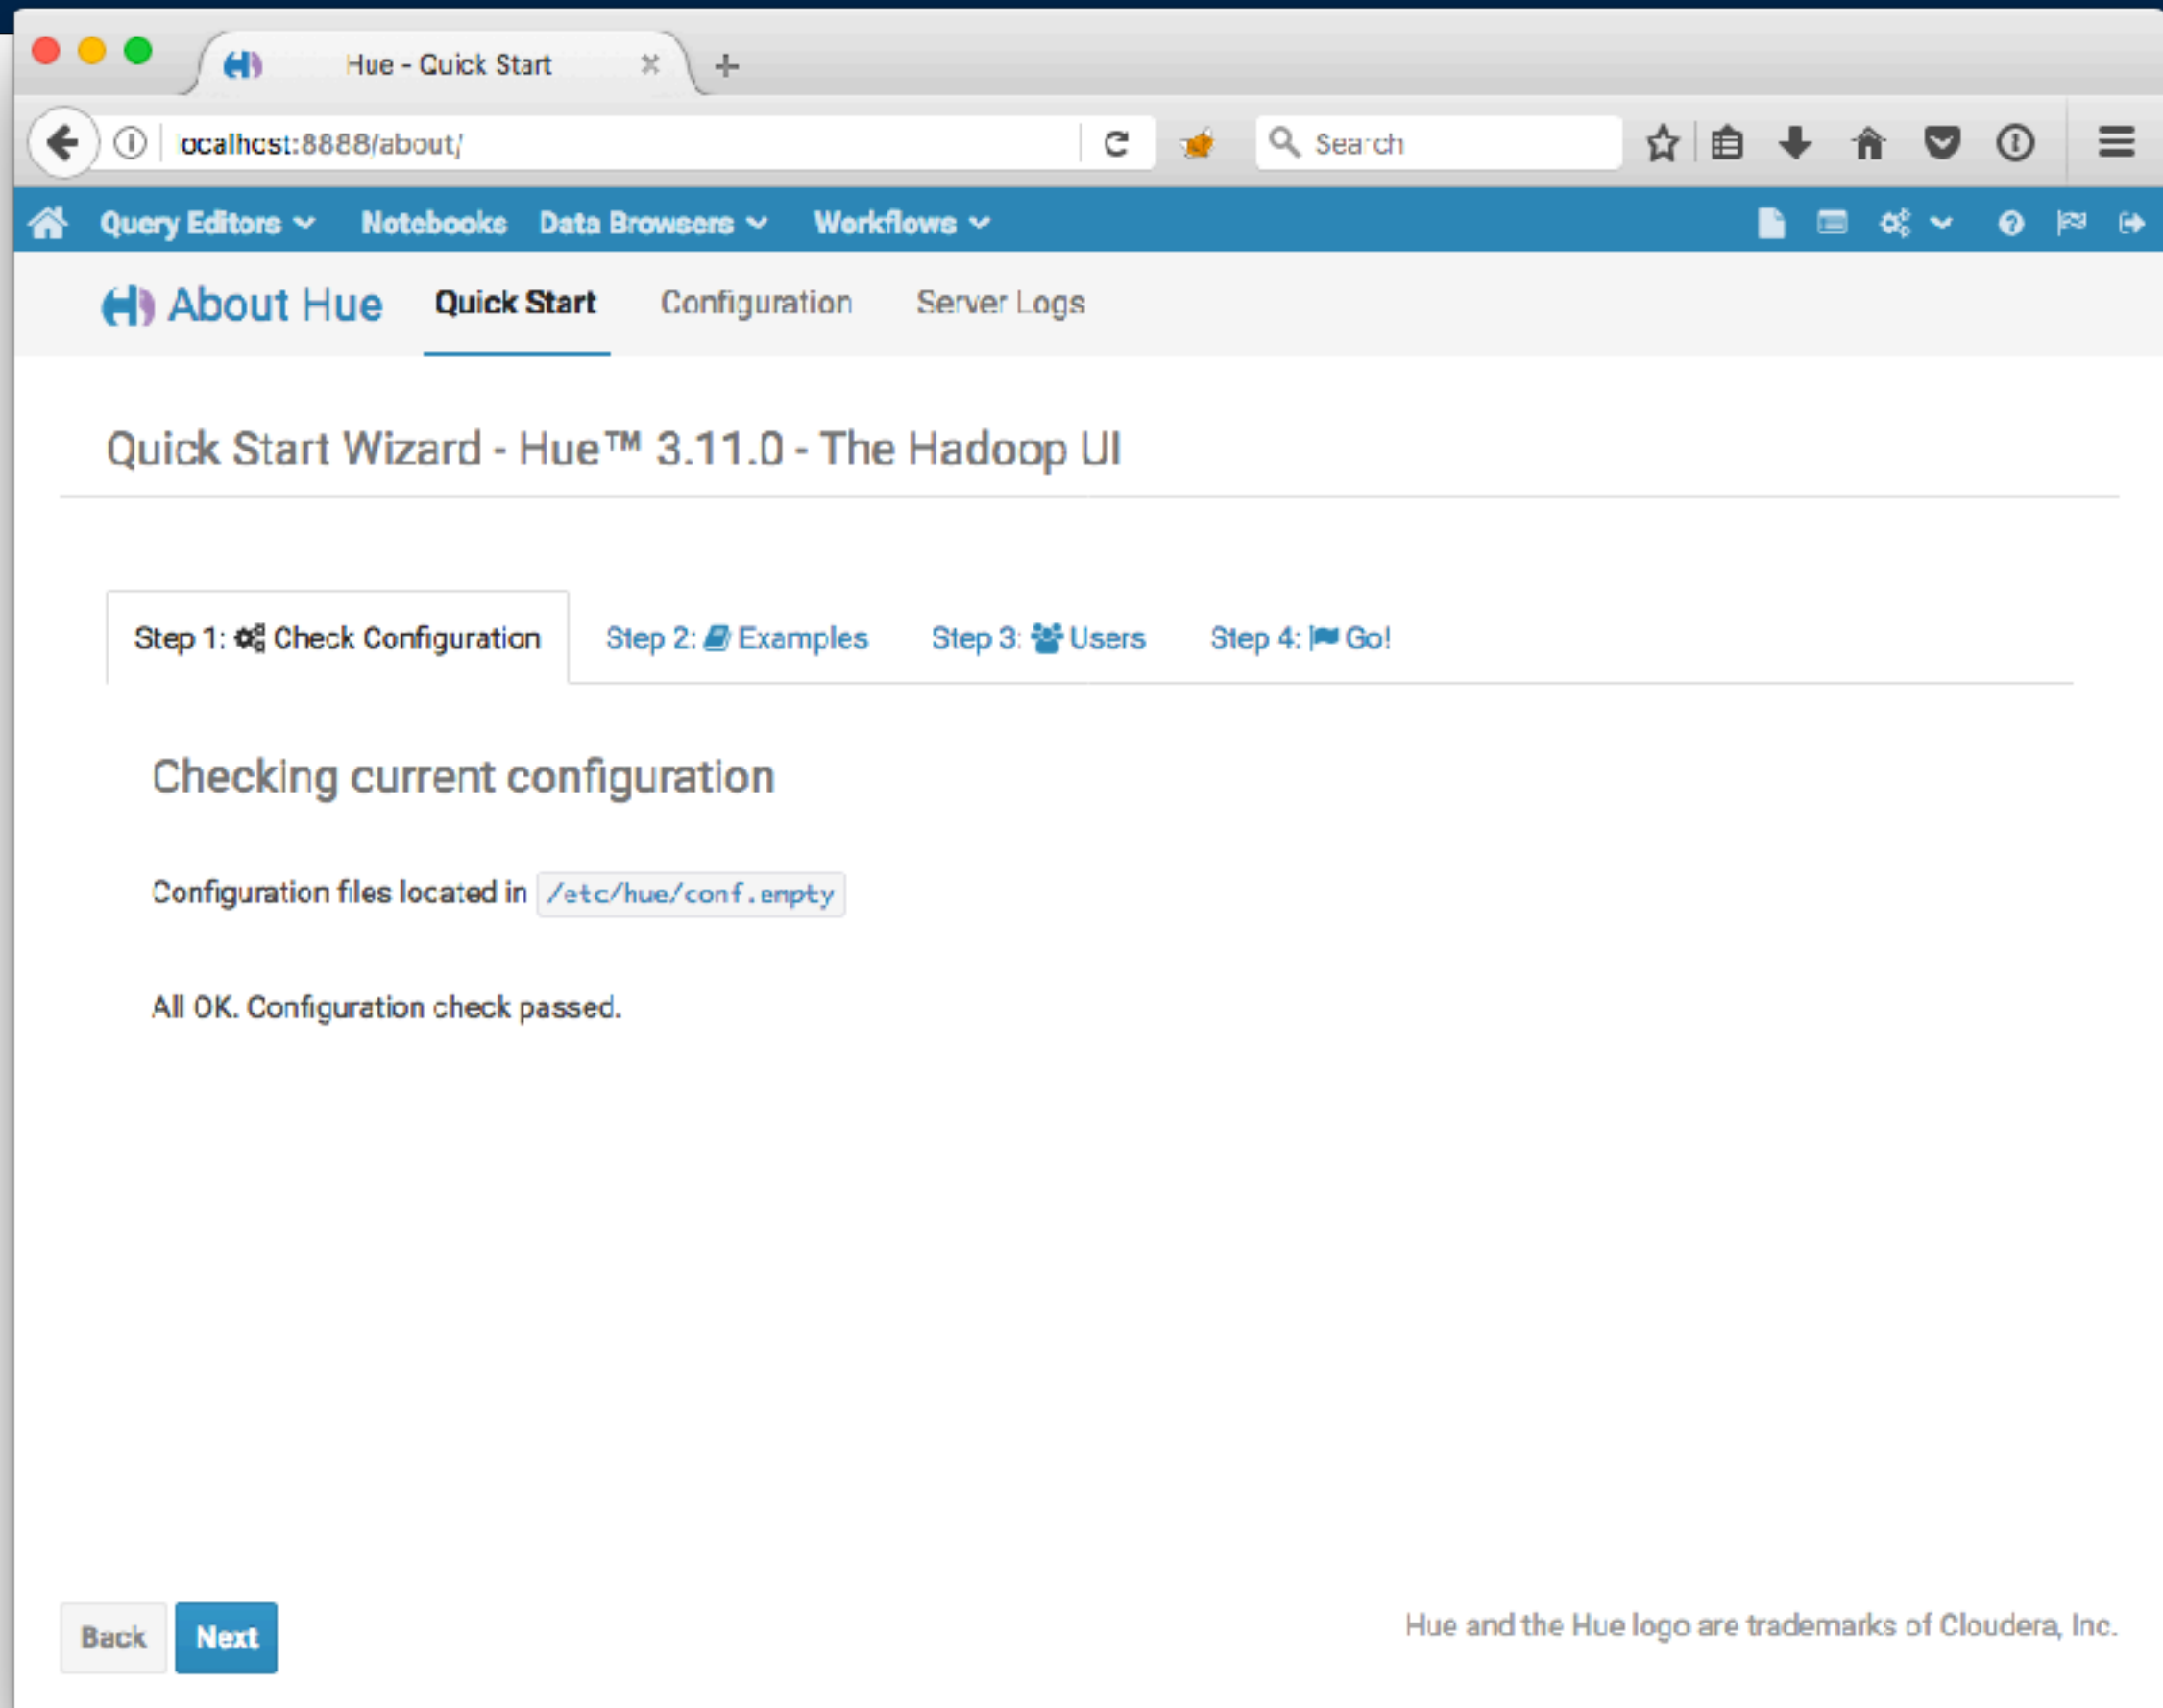 Hue - Quick Start
localhost:8888/about/
Search
Query Editors Notebooks Data Browsers Workflows
About Hue Quick Start Configuration Server Logs
Quick Start Wizard - Hue™ 3.11.0 - The Hadoop UI
Step 1: Check Configuration Step 2: Examples Step 3: Users Step 4: Go!
Checking current configuration
Configuration files located in /etc/hue/conf.empty
All OK. Configuration check passed.
Back Next
Hue and the Hue logo are trademarks of Cloudera, Inc.